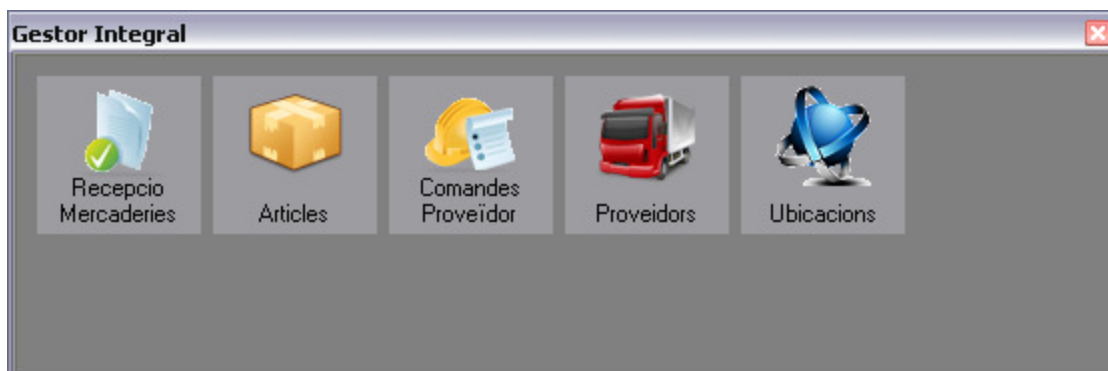 Gestor Integral
Recepcio
Mercaderies
Articles
Comandes
Proveïdor
Proveidors
Ubicacions